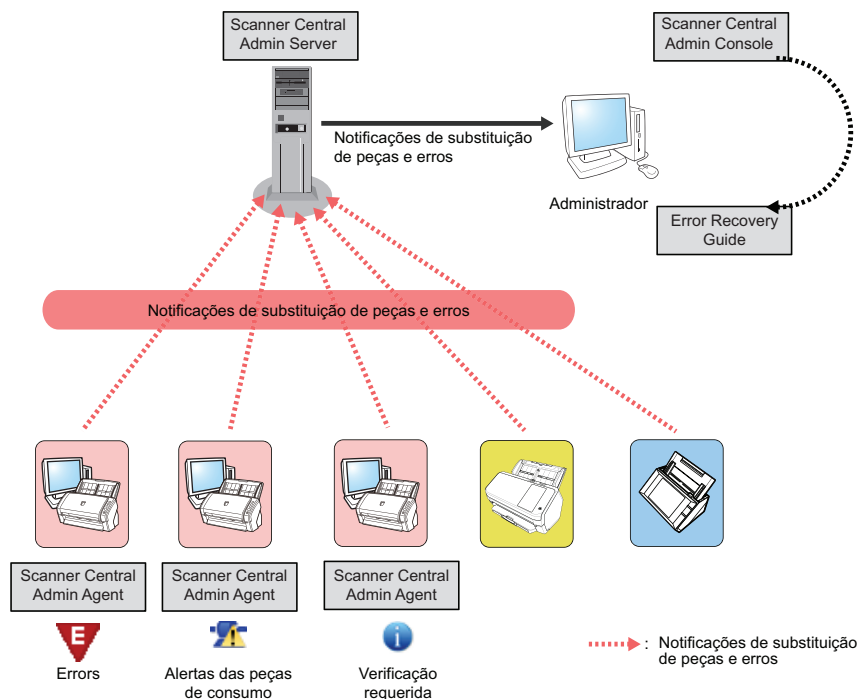 Scanner Central
Admin Server
Scanner Central
Admin Console
Notificações de substituição
de peças e erros
Administrador
Error Recovery
Guide
Notificações de substituição de peças e erros
Scanner Central
Admin Agent
Scanner Central
Admin Agent
Scanner Central
Admin Agent
E
Errors
Alertas das peças
de consumo
i
Verificação
requerida
: Notificações de substituição
de peças e erros